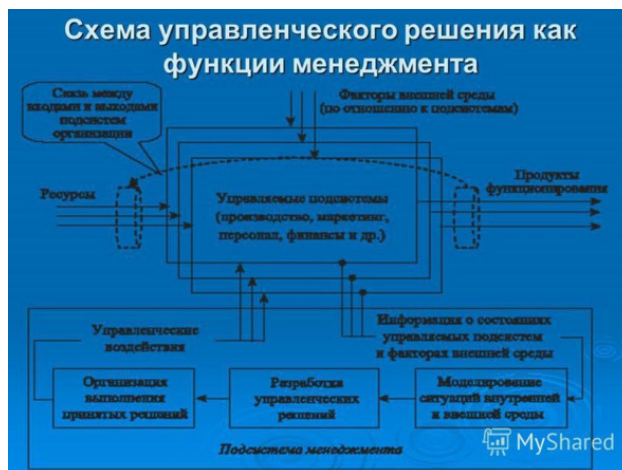 Схема управленческого решения как
функции менеджмента
Связь между
входами и выходами
подсистем
организации
Факторы внешней среды
(по отношению к подсистемам)
Ресурсы
Продукты
функционирования
Управляемые подсистемы
(производство, маркетинг,
персонал, финансы и др.)
Управленческие
воздействия
Информация о состояниях
управляемых подсистем
и факторах внешней среды
Организация
выполнения
принятых решений
Разработка
управленческих
решений
Моделирование
ситуаций внутренней
и внешней среды
Подсистема менеджмента
MyShared